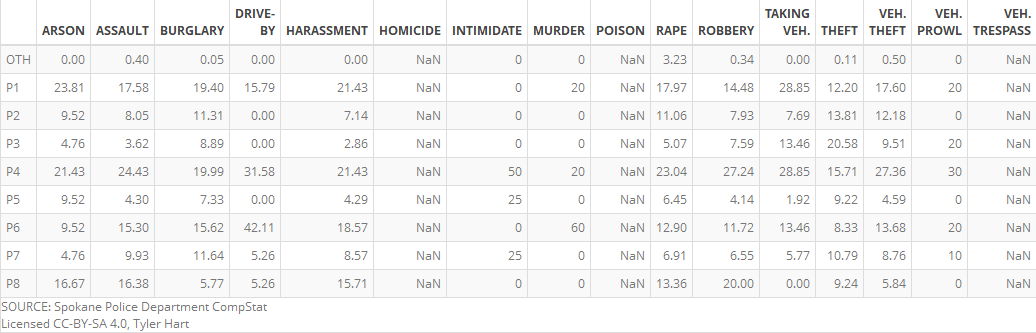 ARSON ASSAULT BURGLARY DRIVE-BY HARASSMENT HOMICIDE INTIMIDATE MURDER POISON RAPE ROBBERY TAKING VEH. THEFT VEH. THEFT VEH. PROWL VEH. TRESPASS
OTH 0.00 0.40 0.05 0.00 0.00 NaN 0 0 NaN 3.23 0.34 0.00 0.11 0.50 0 NaN
P1 23.81 17.58 19.40 15.79 21.43 NaN 0 20 NaN 17.97 14.48 28.85 12.20 17.60 20 NaN
P2 9.52 8.05 11.31 0.00 7.14 NaN 0 0 NaN 11.06 7.93 7.69 13.81 12.18 0 NaN
P3 4.76 3.62 8.89 0.00 2.86 NaN 0 0 NaN 5.07 7.59 13.46 20.58 9.51 20 NaN
P4 21.43 24.43 19.99 31.58 21.43 NaN 50 20 NaN 23.04 27.24 28.85 15.71 27.36 30 NaN
P5 9.52 4.30 7.33 0.00 4.29 NaN 25 0 NaN 6.45 4.14 1.92 9.22 4.59 0 NaN
P6 9.52 15.30 15.62 42.11 18.57 NaN 0 60 NaN 12.90 11.72 13.46 8.33 13.68 20 NaN
P7 4.76 9.93 11.64 5.26 8.57 NaN 25 0 NaN 6.91 6.55 5.77 10.79 8.76 10 NaN
P8 16.67 16.38 5.77 5.26 15.71 NaN 0 0 NaN 13.36 20.00 0.00 9.24 5.84 0 NaN
SOURCE: Spokane Police Department CompStat
Licensed CC-BY-SA 4.0, Tyler Hart